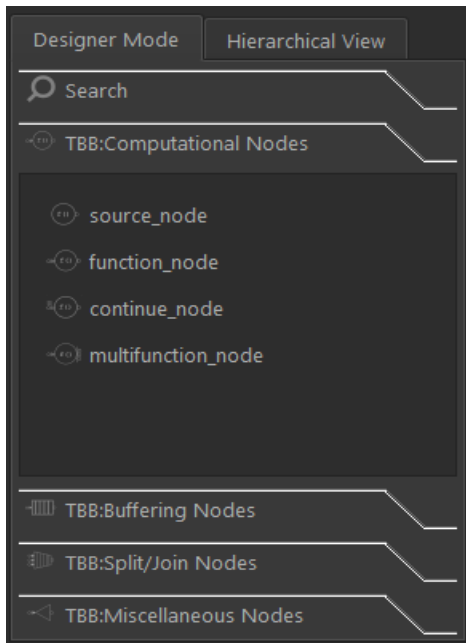 Designer Mode
Hierarchical View
Search
TBB:Computational Nodes
source_node
function_node
continue_node
multifunction_node
TBB:Buffering Nodes
TBB:Split/Join Nodes
TBB:Miscellaneous Nodes